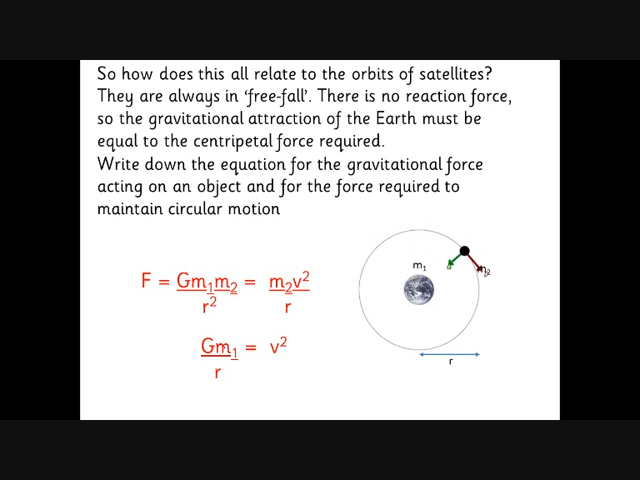 So how does this all relate to the orbits of satellites?
They are always in ‘free-fall’. There is no reaction force,
so the gravitational attraction of the Earth must be
equal to the centripetal force required.
Write down the equation for the gravitational force
acting on an object and for the force required to
maintain circular motion
m₁
m₂
F = Gm₁m₂ = m₂v²
r² r
Gm₁ = v²
r
r